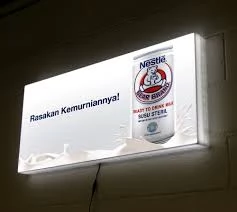 Rasakan Kemurniannya!
Nestlé
BEAR BRAND
READY TO DRINK MILK
SUSU STERIL